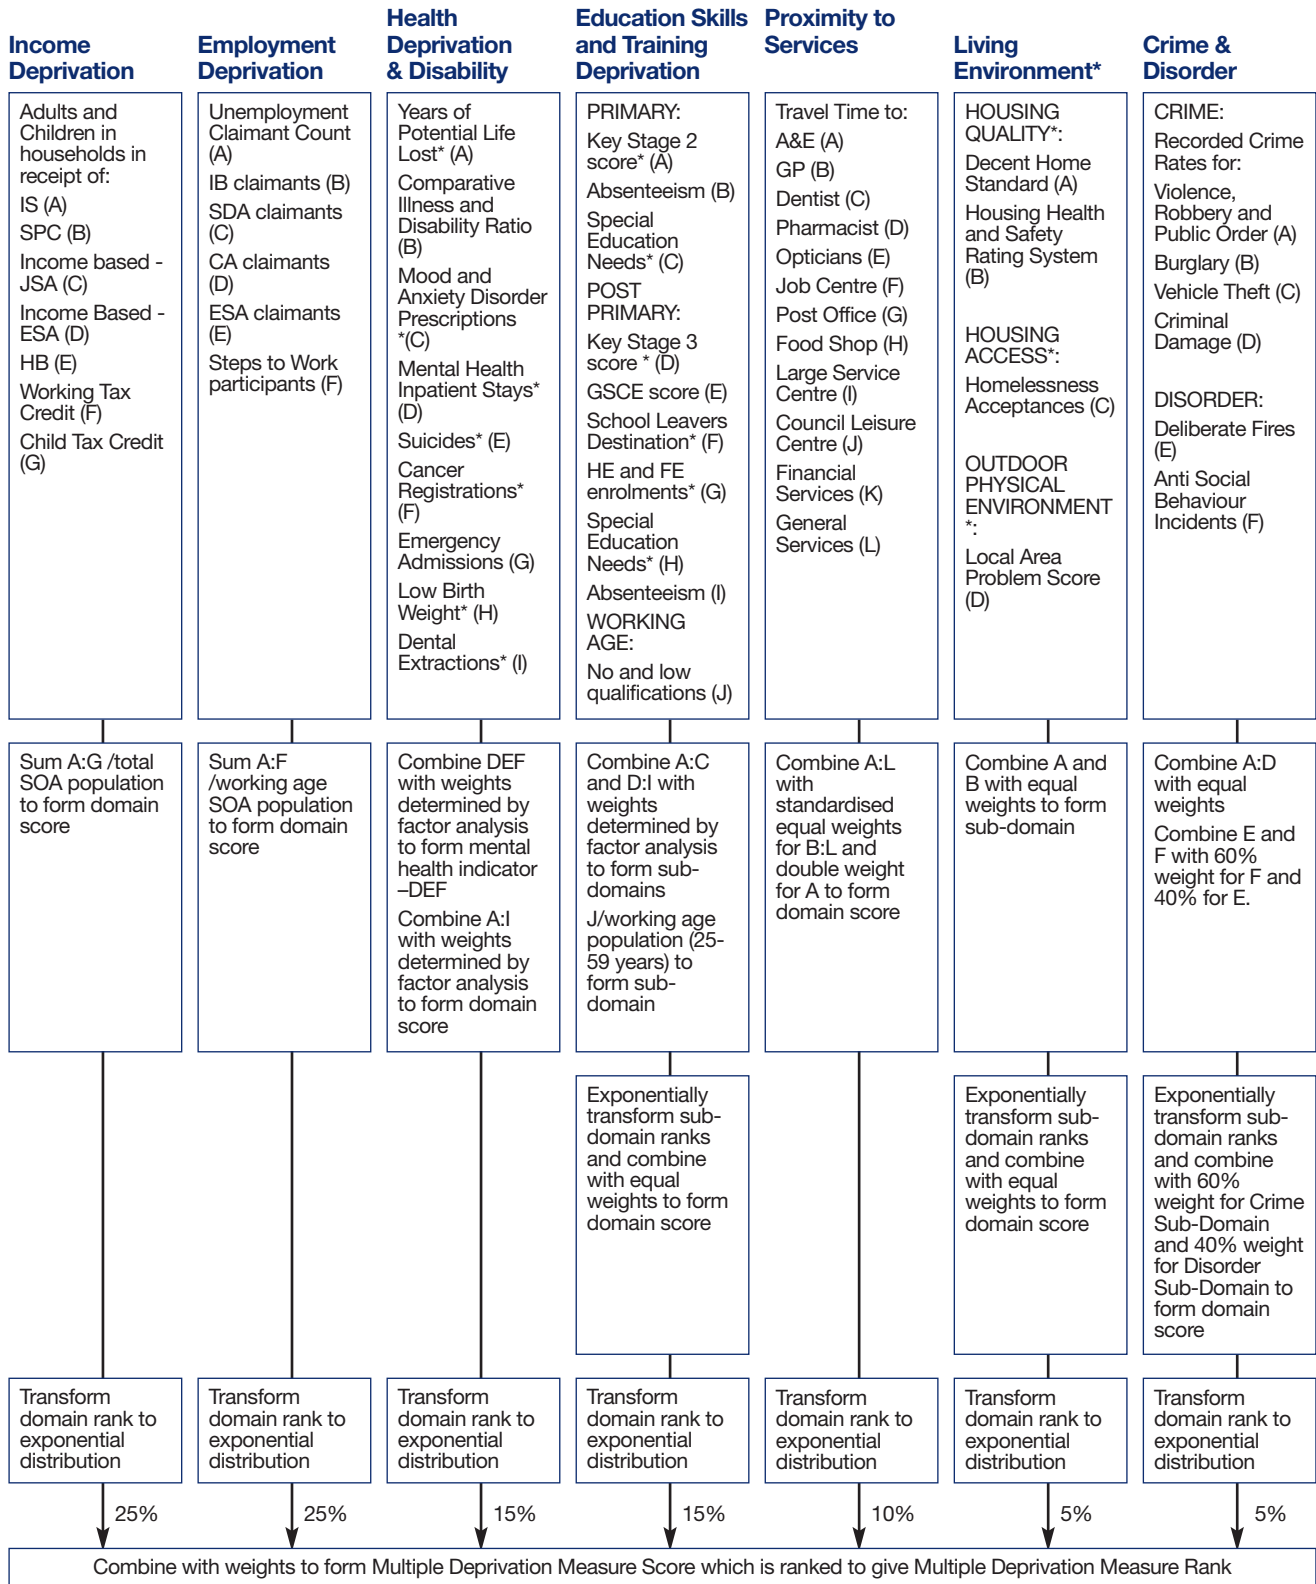 Income
Deprivation
Employment
Deprivation
Health
Deprivation
& Disability
Education Skills
and Training
Deprivation
Proximity to
Services
Living
Environment*
Crime &
Disorder
Adults and
Children in
households in
receipt of:
IS (A)
SPC (B)
Income based -
JSA (C)
Income Based -
ESA (D)
HB (E)
Working Tax
Credit (F)
Child Tax Credit
(G)
Unemployment
Claimant Count
(A)
IB claimants (B)
SDA claimants
(C)
CA claimants
(D)
ESA claimants
(E)
Steps to Work
participants (F)
Years of
Potential Life
Lost* (A)
Comparative
Illness and
Disability Ratio
(B)
Mood and
Anxiety Disorder
Prescriptions
*(C)
Mental Health
Inpatient Stays*
(D)
Suicides* (E)
Cancer
Registrations*
(F)
Emergency
Admissions (G)
Low Birth
Weight* (H)
Dental
Extractions* (I)
PRIMARY:
Key Stage 2
score* (A)
Absenteeism (B)
Special
Education
Needs* (C)
POST
PRIMARY:
Key Stage 3
score * (D)
GSCE score (E)
School Leavers
Destination* (F)
HE and FE
enrolments* (G)
Special
Education
Needs* (H)
Absenteeism (I)
WORKING
AGE:
No and low
qualifications (J)
Travel Time to:
A&E (A)
GP (B)
Dentist (C)
Pharmacist (D)
Opticians (E)
Job Centre (F)
Post Office (G)
Food Shop (H)
Large Service
Centre (I)
Council Leisure
Centre (J)
Financial
Services (K)
General
Services (L)
HOUSING
QUALITY*:
Decent Home
Standard (A)
Housing Health
and Safety
Rating System
(B)
HOUSING
ACCESS*:
Homelessness
Acceptances (C)
OUTDOOR
PHYSICAL
ENVIRONMENT
*:
Local Area
Problem Score
(D)
CRIME:
Recorded Crime
Rates for:
Violence,
Robbery and
Public Order (A)
Burglary (B)
Vehicle Theft (C)
Criminal
Damage (D)
DISORDER:
Deliberate Fires
(E)
Anti Social
Behaviour
Incidents (F)
Sum A:G /total
SOA population
to form domain
score
Sum A:F
/working age
SOA population
to form domain
score
Combine DEF
with weights
determined by
factor analysis
to form mental
health indicator
–DEF
Combine A:I
with weights
determined by
factor analysis
to form domain
score
Combine A:C
and D:I with
weights
determined by
factor analysis
to form sub-
domains
J/working age
population (25-
59 years) to
form sub-
domain
Combine A:L
with
standardised
equal weights
for B:L and
double weight
for A to form
domain score
Combine A and
B with equal
weights to form
sub-domain
Combine A:D
with equal
weights
Combine E and
F with 60%
weight for F and
40% for E.
Exponentially
transform sub-
domain ranks
and combine
with equal
weights to form
domain score
Exponentially
transform sub-
domain ranks
and combine
with equal
weights to form
domain score
Exponentially
transform sub-
domain ranks
and combine
with 60%
weight for Crime
Sub-Domain
and 40% weight
for Disorder
Sub-Domain to
form domain
score
Transform
domain rank to
exponential
distribution
Transform
domain rank to
exponential
distribution
Transform
domain rank to
exponential
distribution
Transform
domain rank to
exponential
distribution
Transform
domain rank to
exponential
distribution
Transform
domain rank to
exponential
distribution
Transform
domain rank to
exponential
distribution
25%
25%
15%
15%
10%
5%
5%
Combine with weights to form Multiple Deprivation Measure Score which is ranked to give Multiple Deprivation Measure Rank